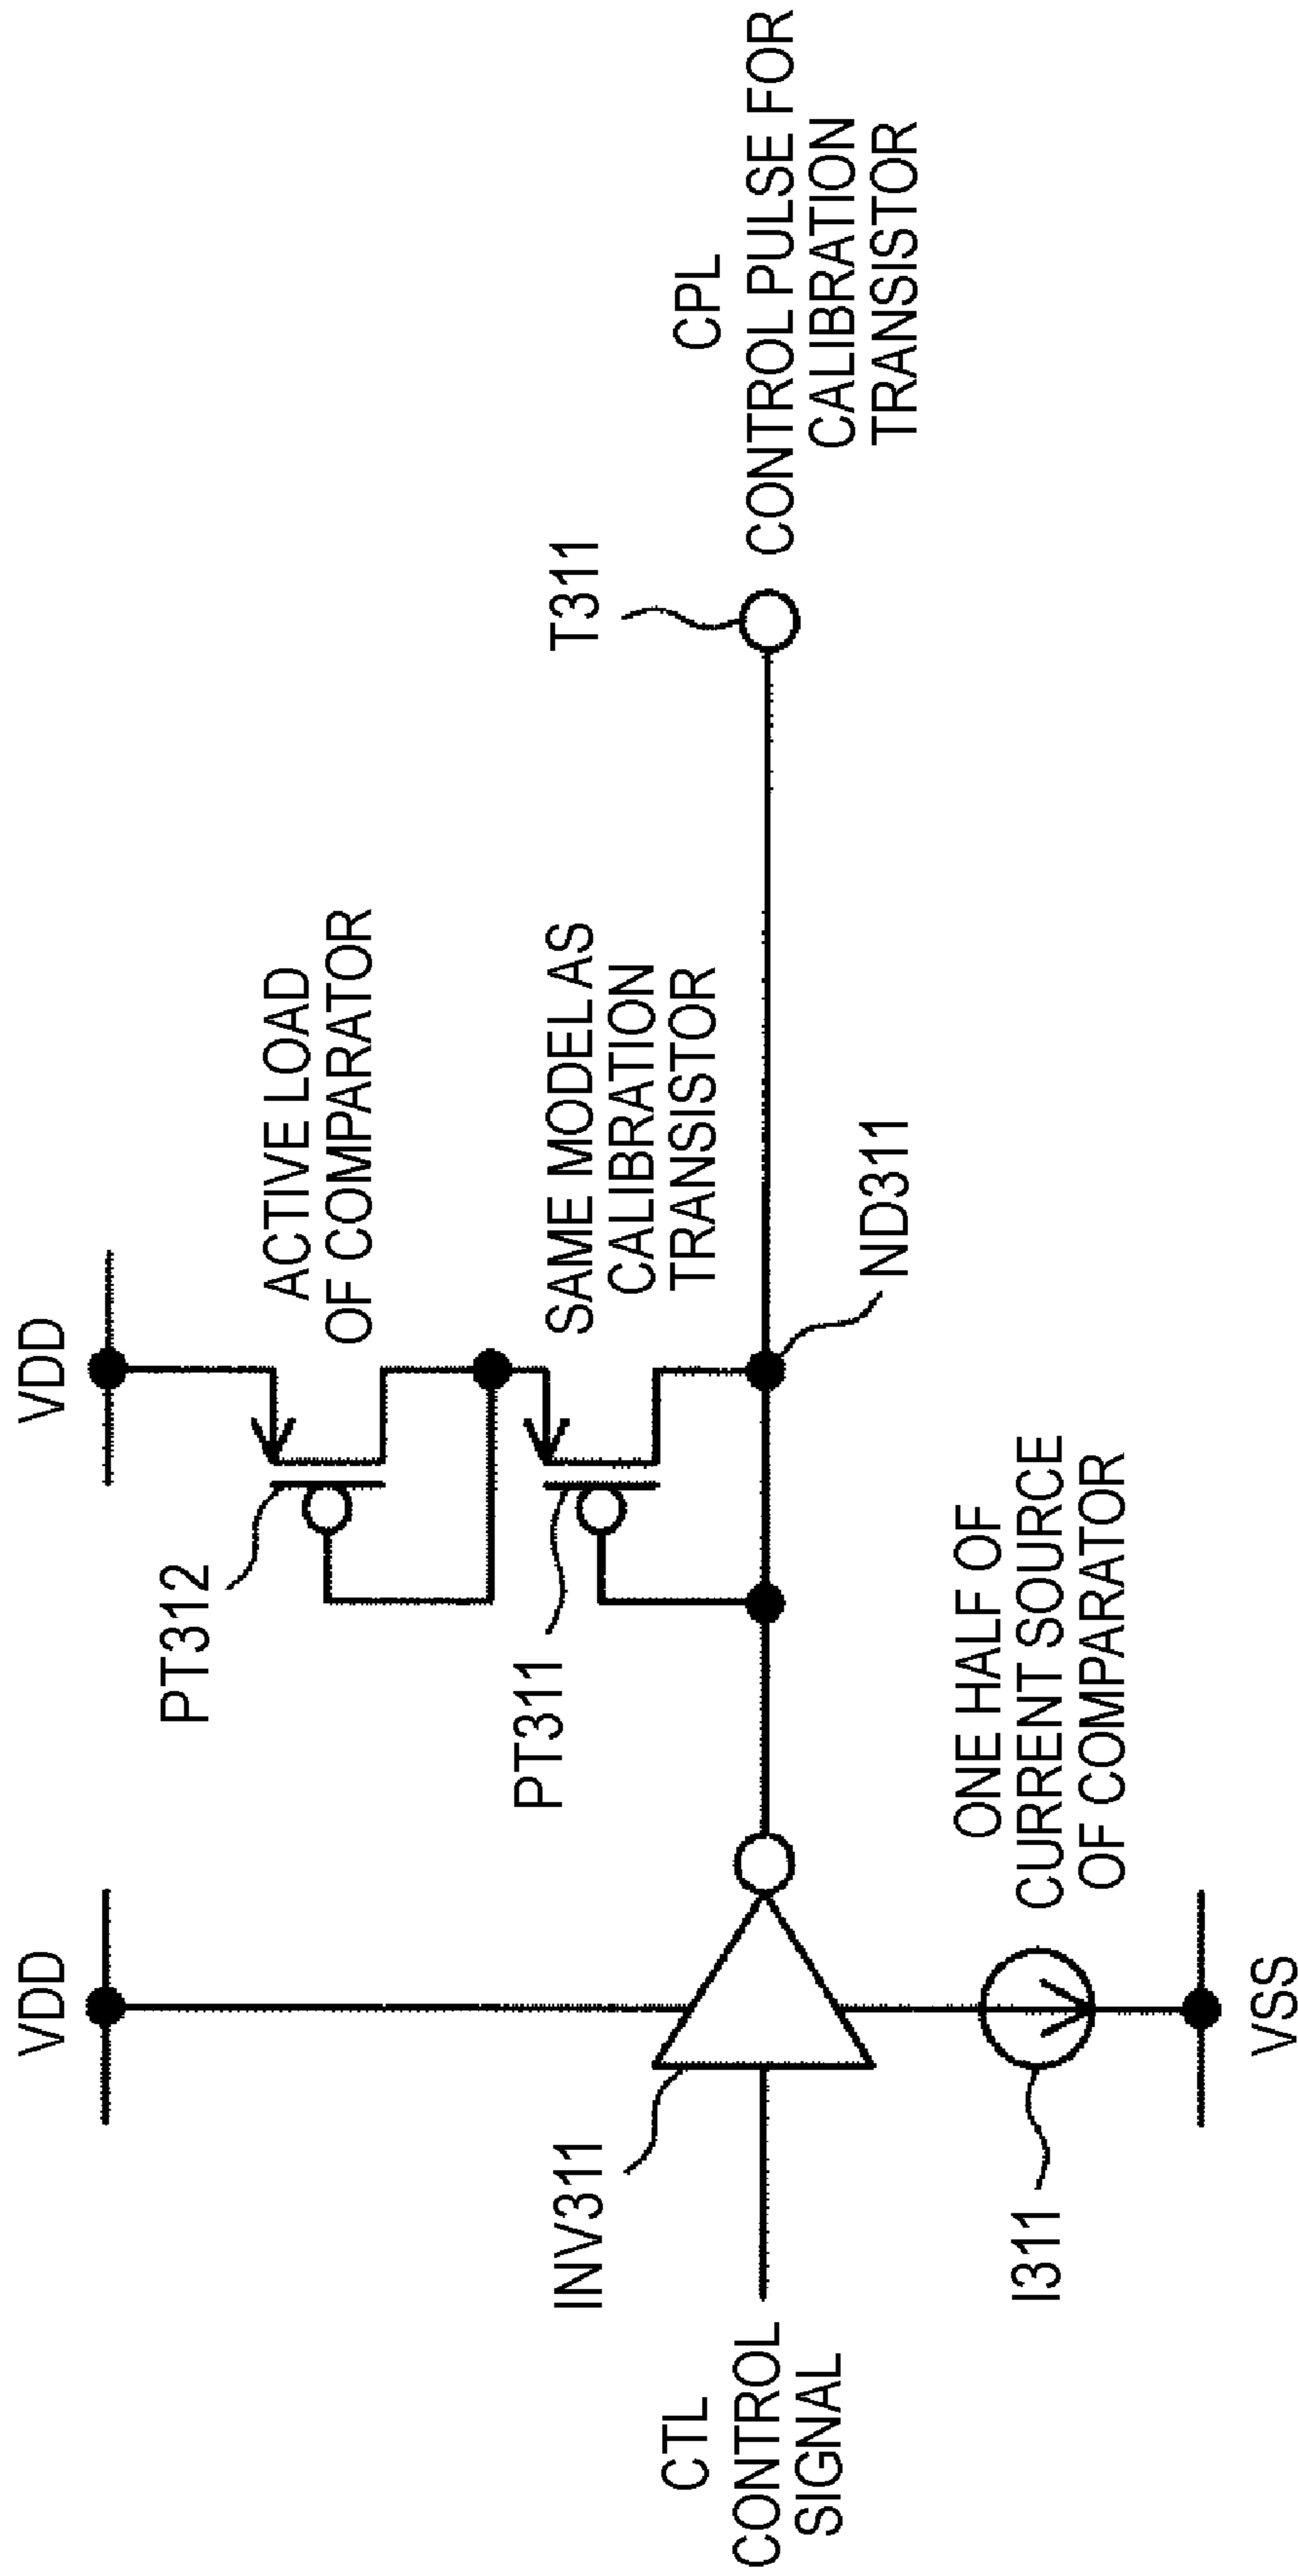 VDD
VDD
PT312
ACTIVE LOAD
OF COMPARATOR
PT311
SAME MODEL AS
CALIBRATION
TRANSISTOR
INV311
T311
CTL
CONTROL
SIGNAL
CPL
CONTROL PULSE FOR
CALIBRATION
TRANSISTOR
ND311
I311
ONE HALF OF
CURRENT SOURCE
OF COMPARATOR
VSS